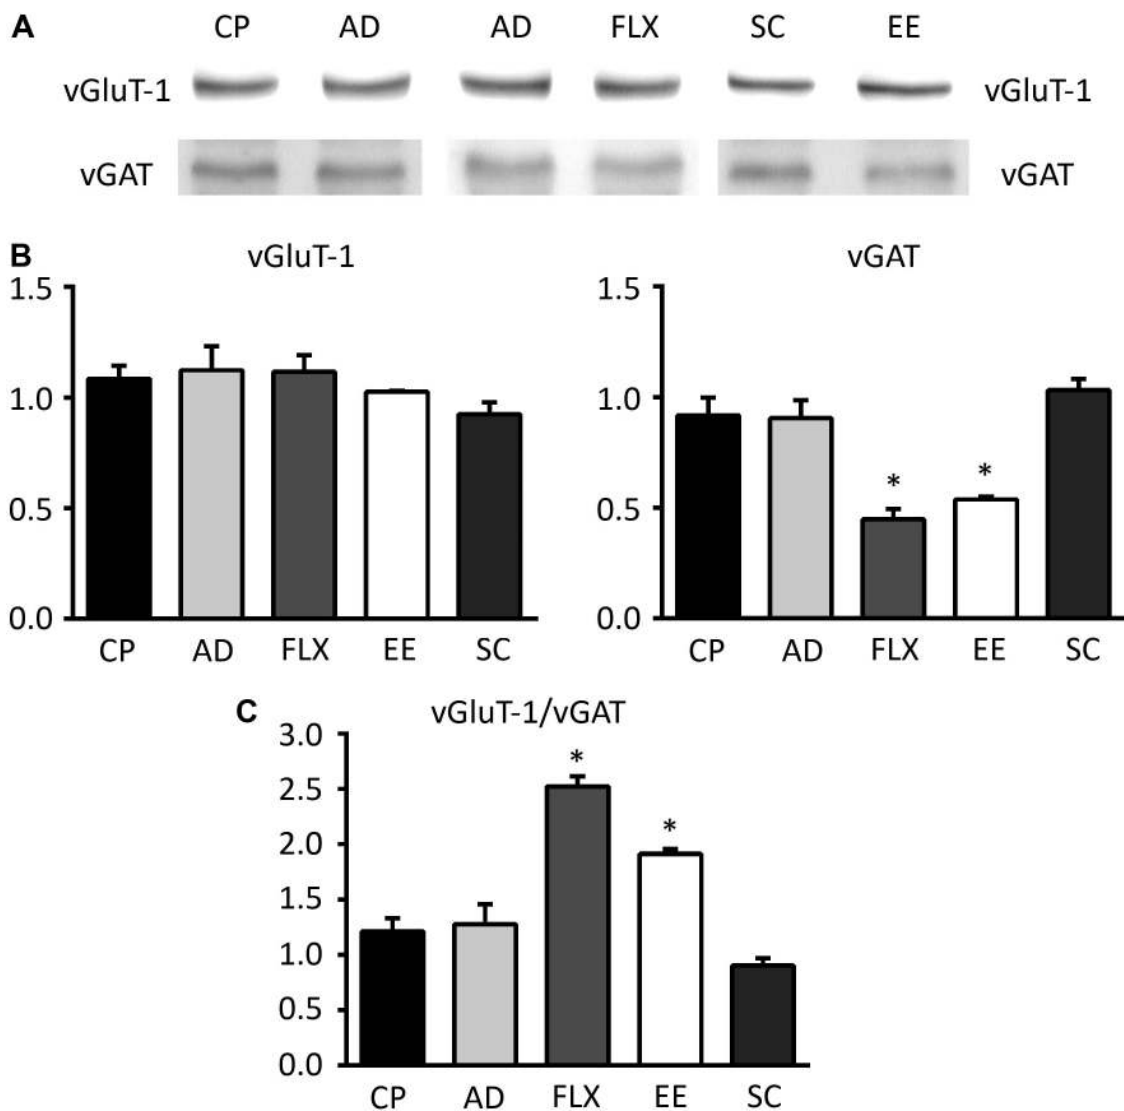 A CP AD AD FLX SC EE
vGluT-1 vGluT-1
vGAT vGAT
B vGluT-1 vGAT
1.5 1.5
1.0 1.0
* *
0.5 0.5
0.0 0.0
CP AD FLX EE SC CP AD FLX EE SC
C vGluT-1/vGAT
3.0
*
2.5
*
2.0
1.5
1.0
0.5
0.0
CP AD FLX EE SC